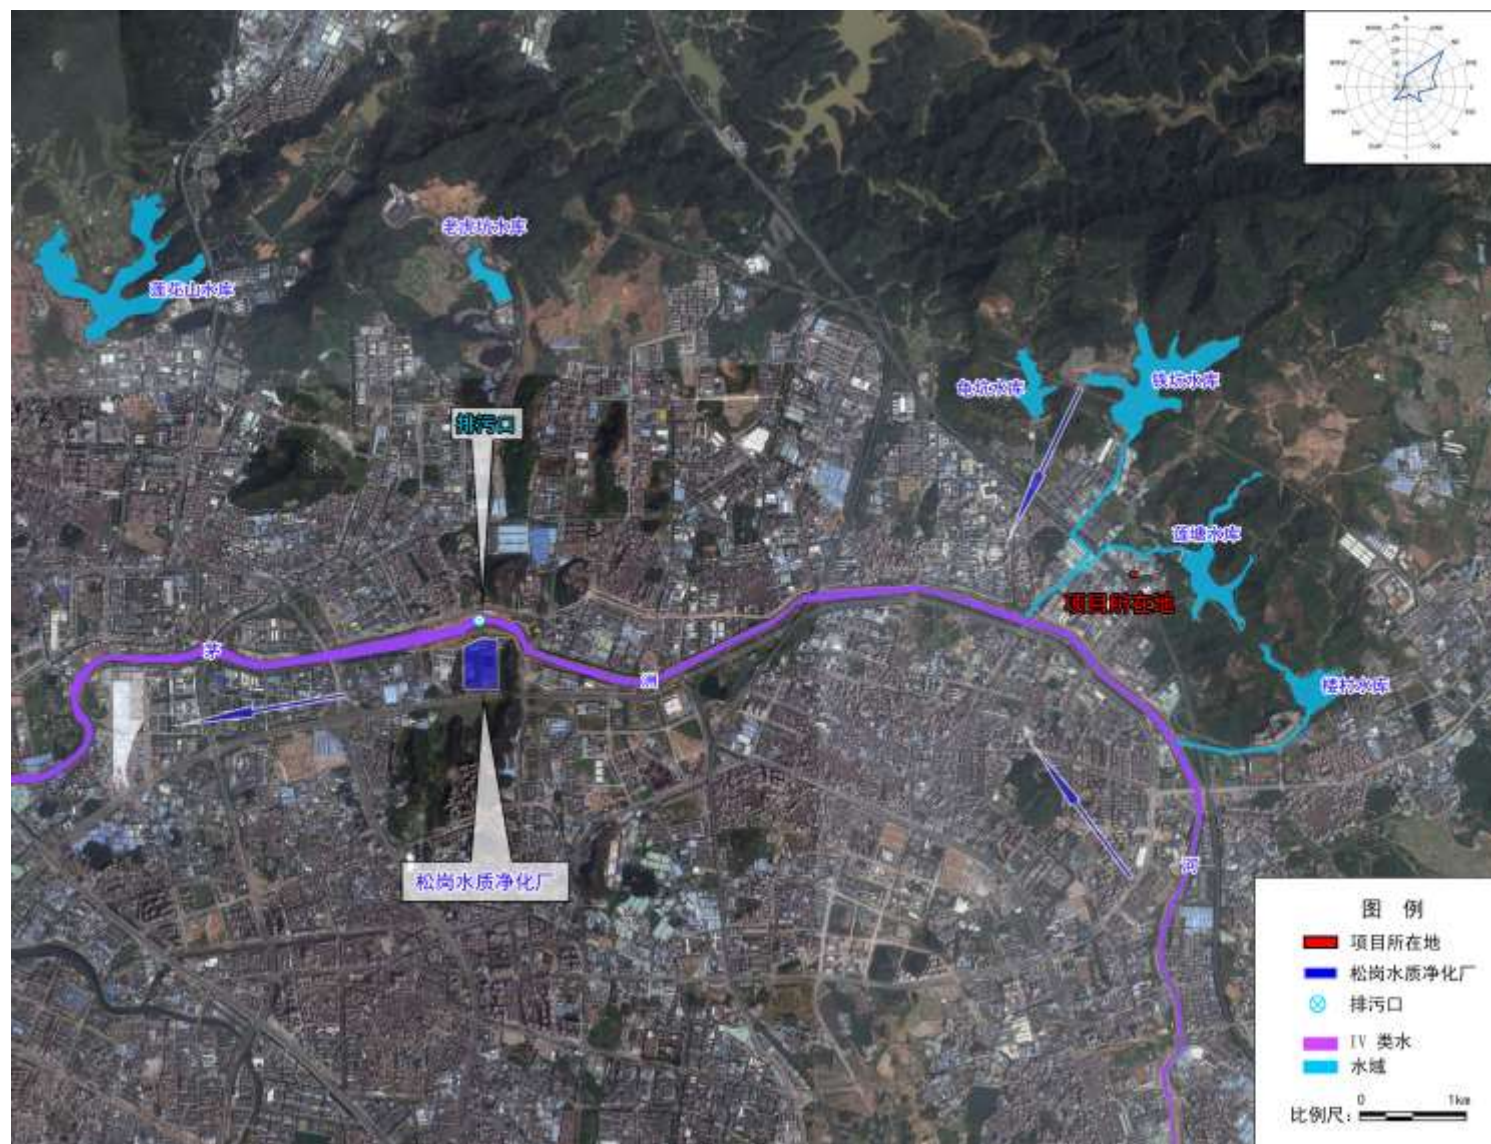 老虎坑水库
莲花山水库
龟坑水库
铁坑水库
排污口
莲塘水库
项目所在地
茅
洲
楼村水库
河
松岗水质净化厂
图 例
项目所在地
松岗水质净化厂
排污口
IV 类水
水域
0 1km
比例尺: